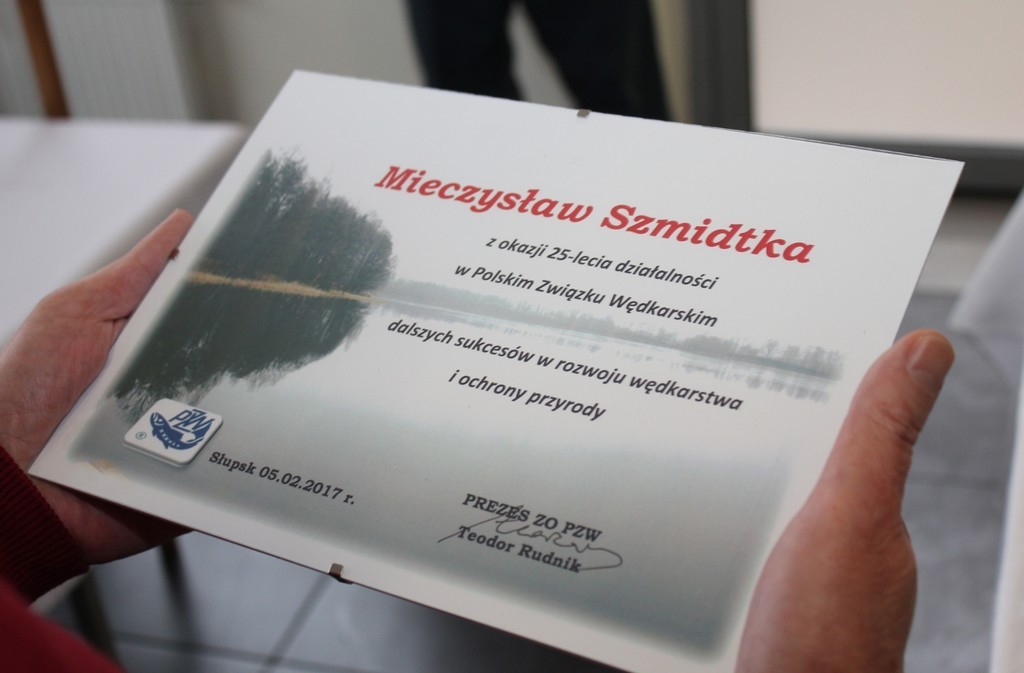 Mieczysław Szmidtka
z okazji 25-lecia działalności
w Polskim Związku Wędkarskim
dalszych sukcesów w rozwoju wędkarstwa
i ochrony przyrody
PZW
®
Słupsk 05.02.2017 r.
PREZES ZO PZW
Teodor Rudnik